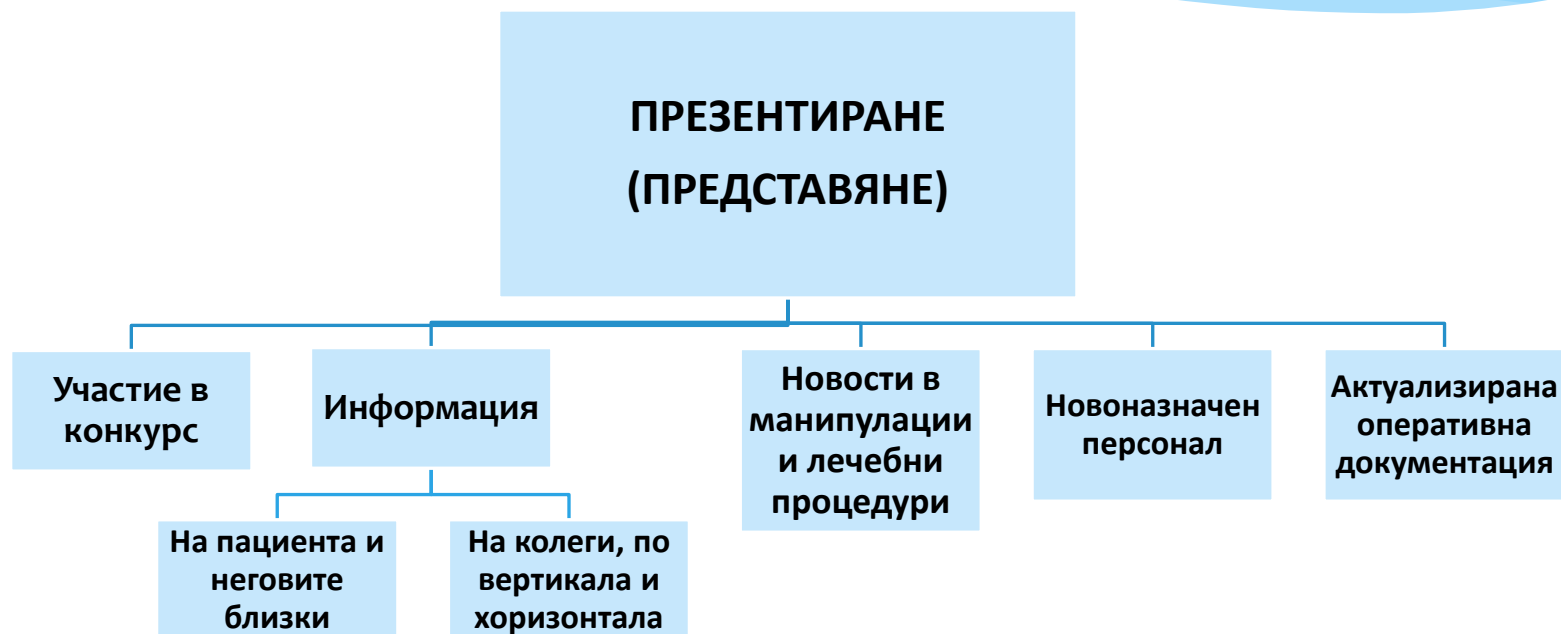 ПРЕЗЕНТИРАНЕ
(ПРЕДСТАВЯНЕ)
Участие в
конкурс
Информация
Новости в
манипулации
и лечебни
процедури
Новоназначен
персонал
Актуализирана
оперативна
документация
На пациента и
неговите
близки
На колеги, по
вертикала и
хоризонтала